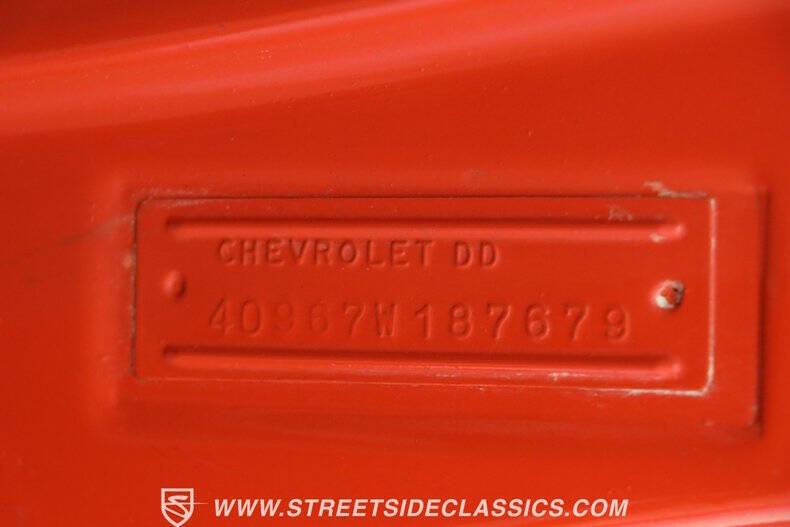 CHEVROLET DD
40967W187679
WWW.STREETSIDECLASSICS.COM